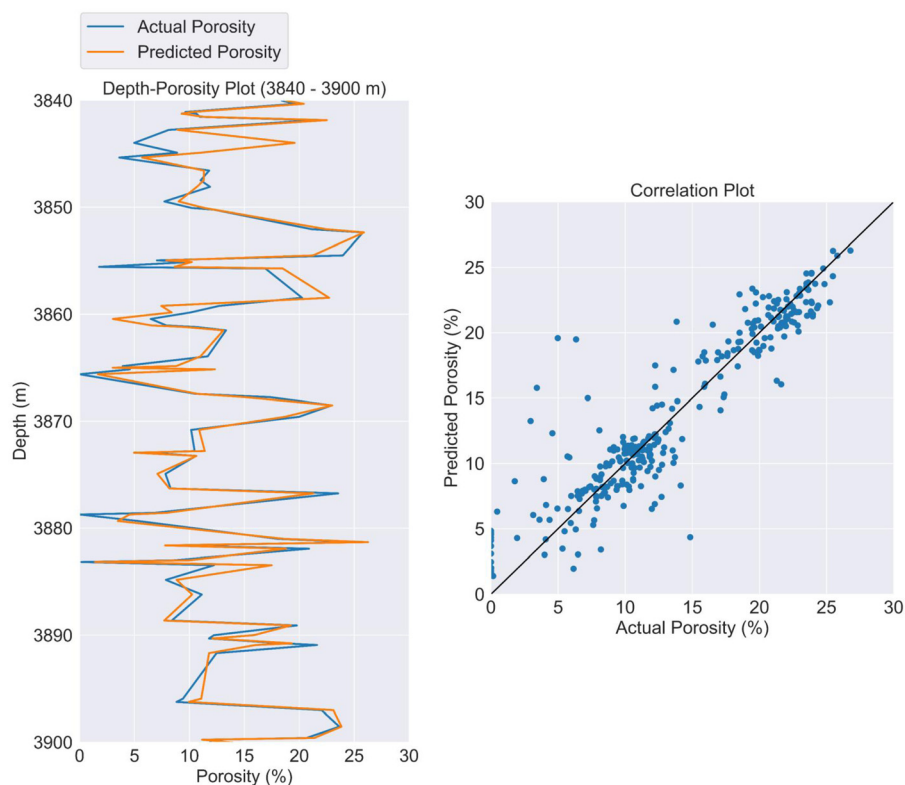 Actual Porosity
Predicted Porosity
Depth-Porosity Plot (3840 - 3900 m)
3840
3850
3860
3870
3880
3890
3900
Depth (m)
0 5 10 15 20 25 30
Porosity (%)
Correlation Plot
30
25
20
15
10
5
0
Predicted Porosity (%)
0 5 10 15 20 25 30
Actual Porosity (%)